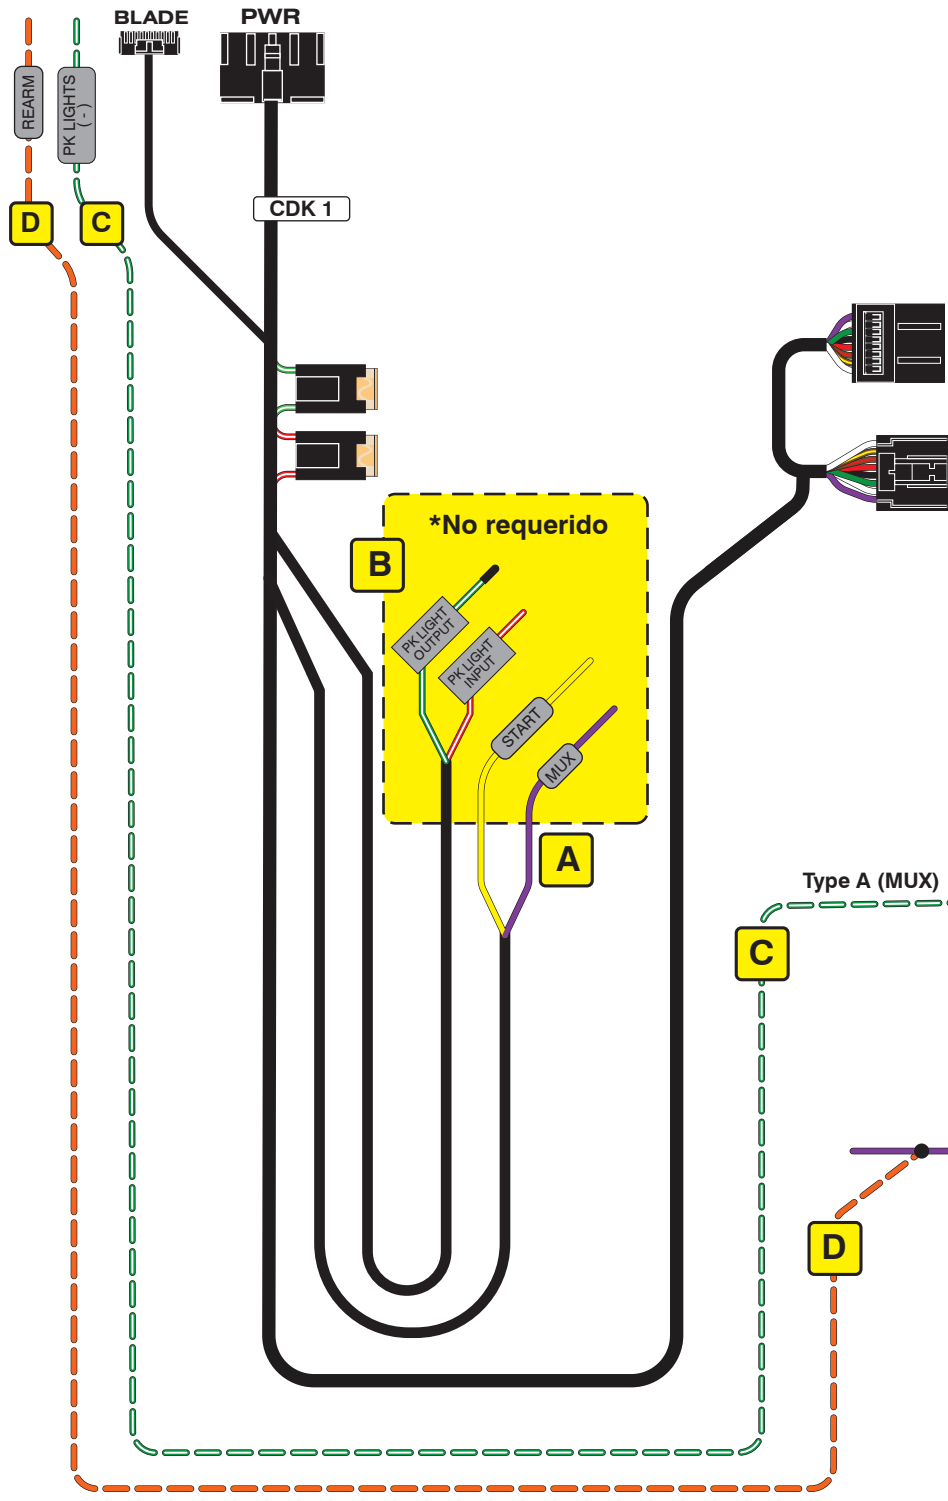 BLADE
PWR
REARM
PK LIGHTS
( - )
D
C
CDK 1
*No requerido
B
PK LIGHT
OUTPUT
PK LIGHT
INPUT
START
MUX
A
Type A (MUX)
C
D